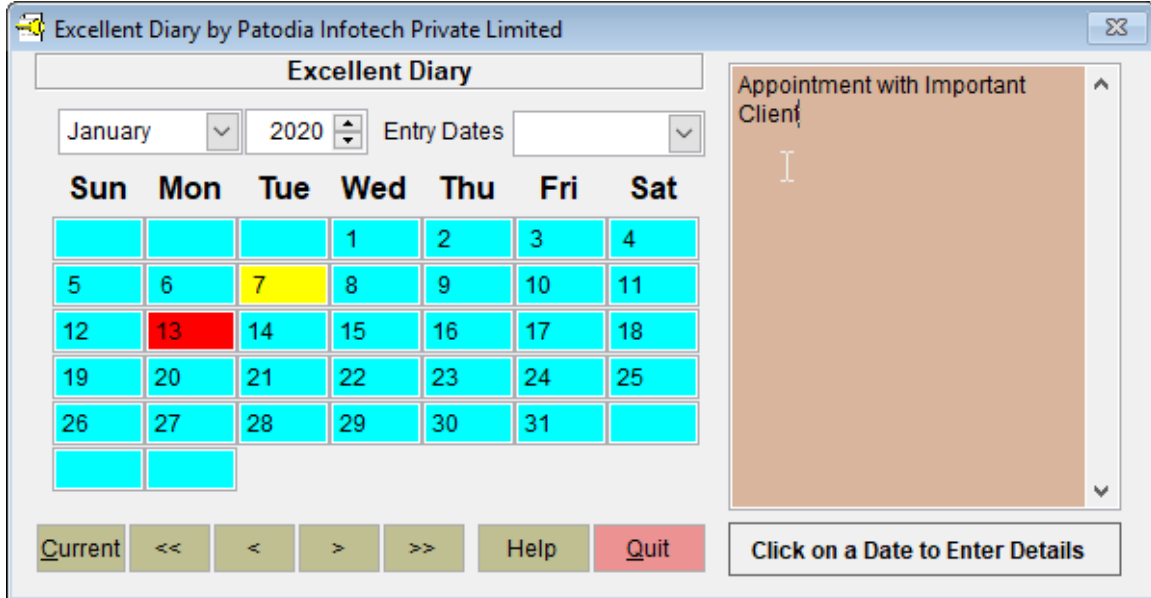 Excellent Diary by Patodia Infotech Private Limited
Excellent Diary
January 2020 Entry Dates
Sun Mon Tue Wed Thu Fri Sat
1 2 3 4
5 6 7 8 9 10 11
12 13 14 15 16 17 18
19 20 21 22 23 24 25
26 27 28 29 30 31
Current << < > >> Help Quit
Appointment with Important
Client
Click on a Date to Enter Details